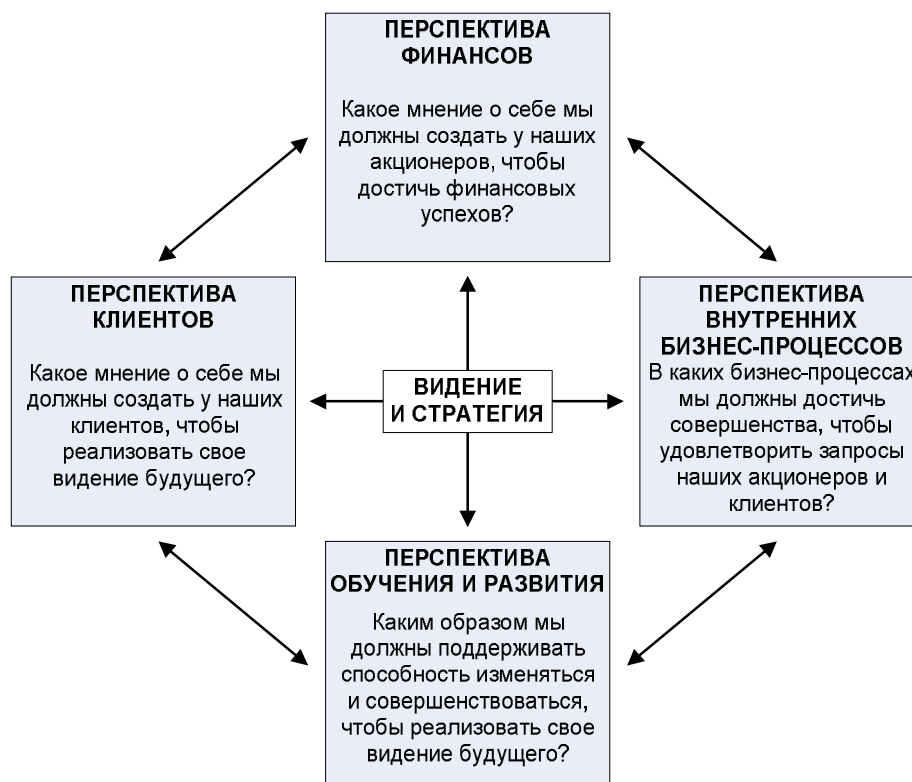 ПЕРСПЕКТИВА
ФИНАНСОВ
Какое мнение о себе мы
должны создать у наших
акционеров, чтобы
достичь финансовых
успехов?
ПЕРСПЕКТИВА
КЛИЕНТОВ
Какое мнение о себе мы
должны создать у наших
клиентов, чтобы
реализовать свое
видение будущего?
ВИДЕНИЕ
И СТРАТЕГИЯ
ПЕРСПЕКТИВА
ВНУТРЕННИХ
БИЗНЕС-ПРОЦЕССОВ
В каких бизнес-процессах
мы должны достичь
совершенства, чтобы
удовлетворить запросы
наших акционеров и
клиентов?
ПЕРСПЕКТИВА
ОБУЧЕНИЯ И РАЗВИТИЯ
Каким образом мы
должны поддерживать
способность изменяться
и совершенствоваться,
чтобы реализовать свое
видение будущего?